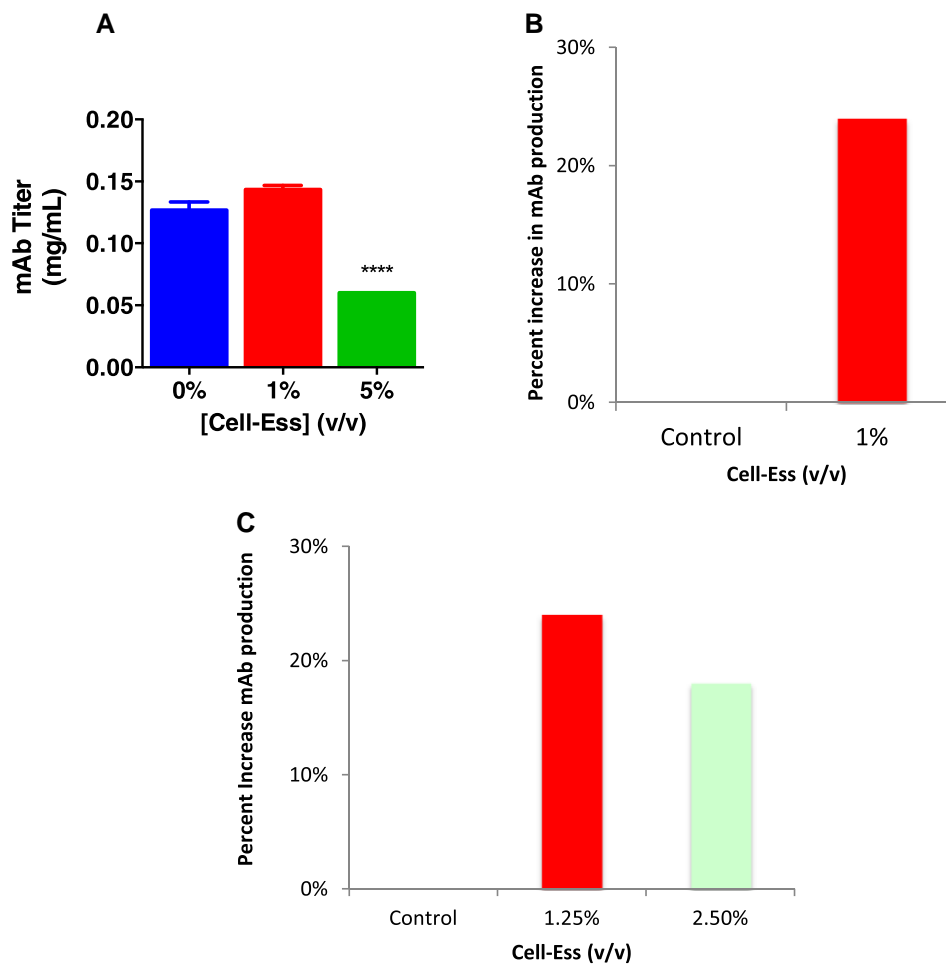 A
mAb Titer
(mg/mL)
0.20
0.15
0.10
0.05
0.00
****
0%
1%
5%
[Cell-Ess] (v/v)
B
Percent increase in mAb production
30%
20%
10%
0%
Control
1%
Cell-Ess (v/v)
C
Percent Increase mAb production
30%
20%
10%
0%
Control
1.25%
2.50%
Cell-Ess (v/v)